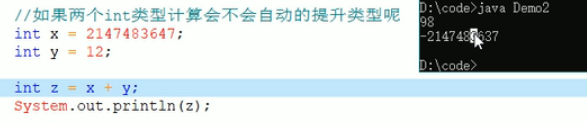 //如果两个int类型计算会不会自动的提升类型呢
int x = 2147483647;
int y = 12;
int z = x + y;
System.out.println(z);
D:\code>java Demo2
98
-2147483637
D:\code>